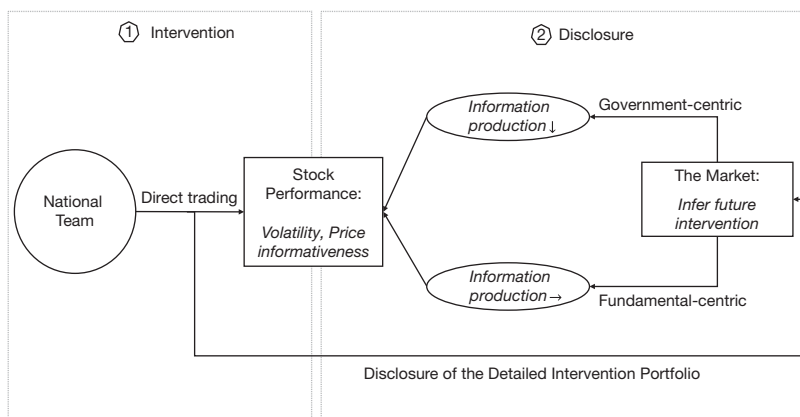 1 Intervention
2 Disclosure
National
Team
Direct trading
Stock
Performance:
Volatility, Price
informativeness
Information
production↓
Government-centric
The Market:
Infer future
intervention
Information
production→
Fundamental-centric
Disclosure of the Detailed Intervention Portfolio